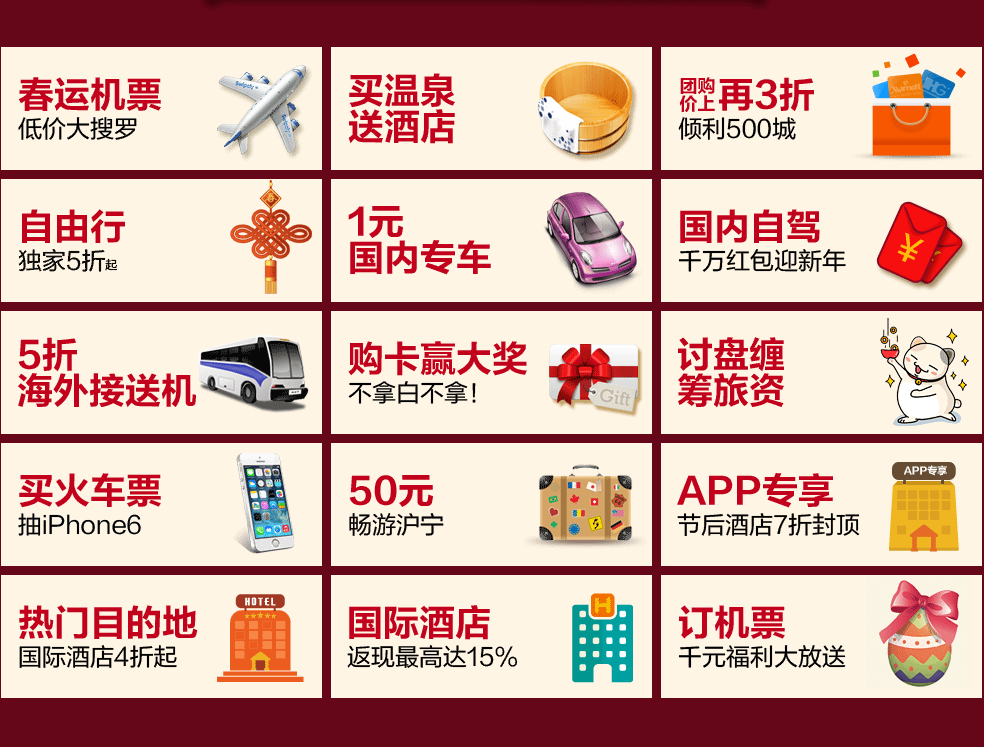 春运机票
低价大搜罗
买温泉
送酒店
团购
价上
再3折
倾利500城
自由行
独家5折起
1元
国内专车
国内自驾
千万红包迎新年
¥
5折
海外接送机
购卡赢大奖
不拿白不拿！
Gift
讨盘缠
筹旅资
买火车票
抽iPhone6
50元
畅游沪宁
APP专享
节后酒店7折封顶
APP专享
热门目的地
国际酒店4折起
HOTEL
国际酒店
返现最高达15%
H
订机票
千元福利大放送